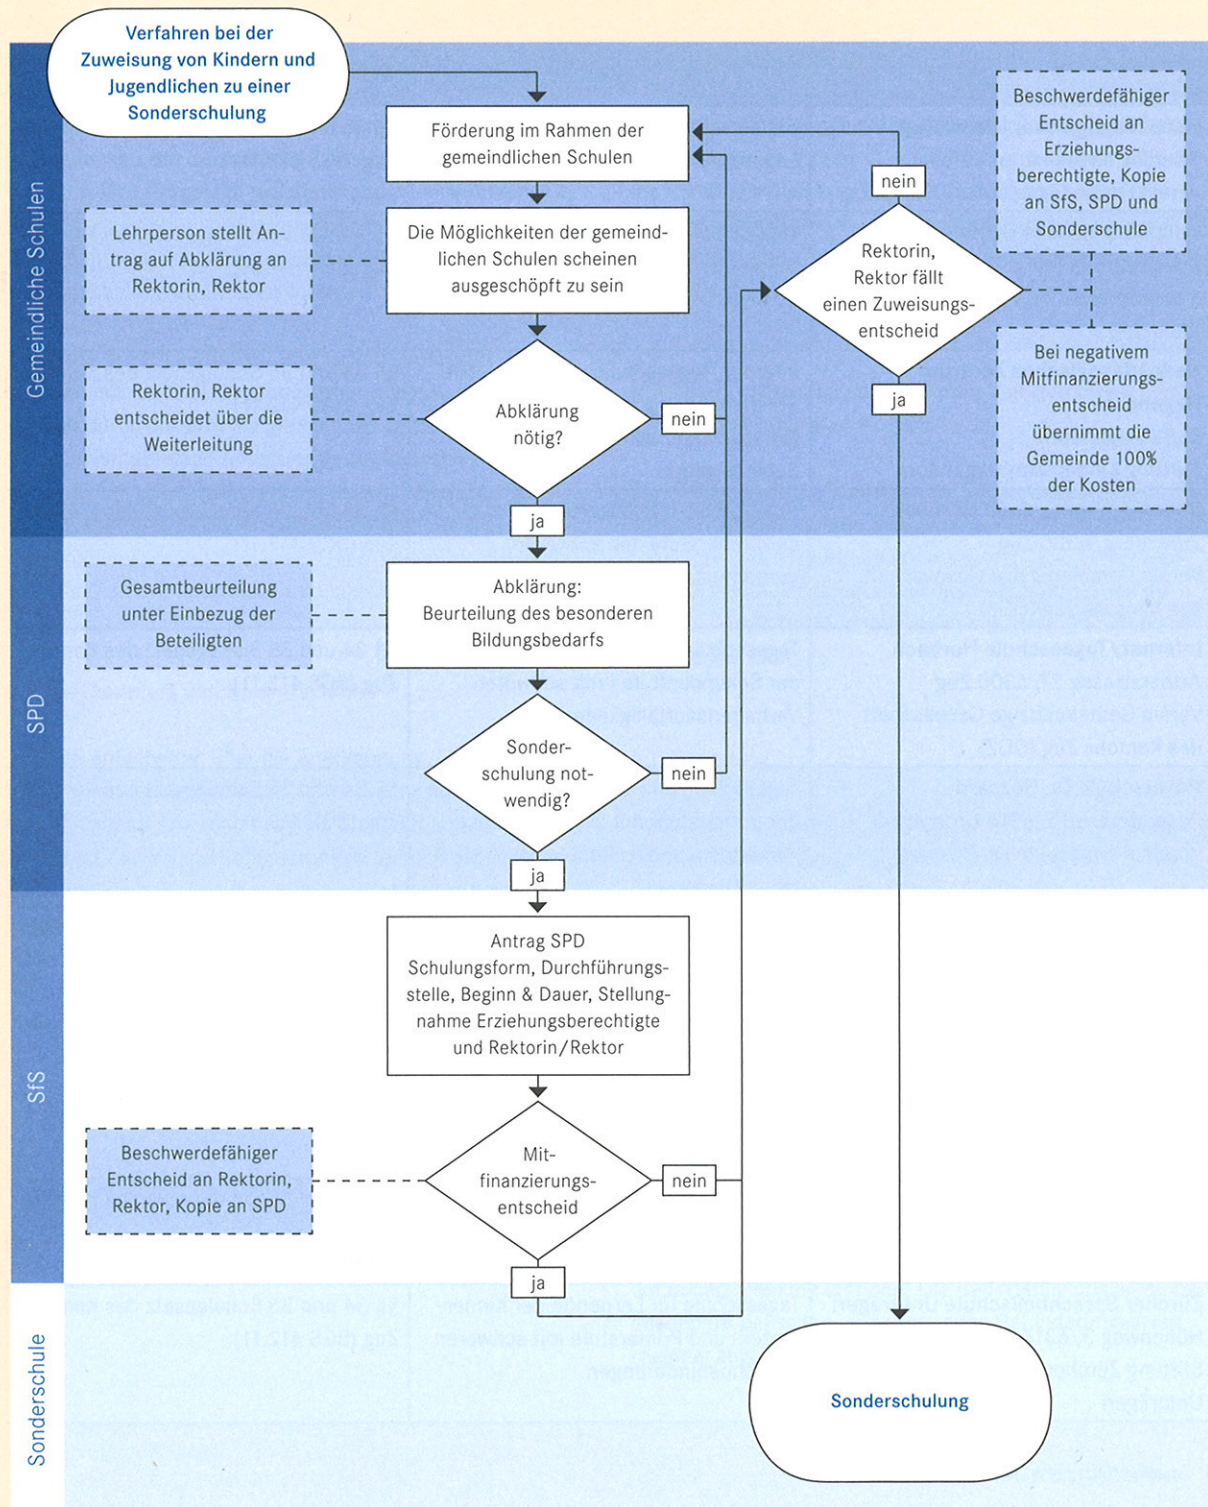 Verfahren bei der
Zuweisung von Kindern und
Jugendlichen zu einer
Sonderschulung
Gemeindliche Schulen
Förderung im Rahmen der
gemeindlichen Schulen
Lehrperson stellt An-
trag auf Abklärung an
Rektorin, Rektor
Die Möglichkeiten der gemeind-
lichen Schulen scheinen
ausgeschöpft zu sein
Rektorin, Rektor
entscheidet über die
Weiterleitung
Abklärung
nötig?
nein
ja
nein
Rektorin,
Rektor fällt
einen Zuweisungs-
entscheid
ja
Beschwerdefähiger
Entscheid an
Erziehungs-
berechtigte, Kopie
an SfS, SPD und
Sonderschule
Bei negativem
Mitfinanzierungs-
entscheid
übernimmt die
Gemeinde 100%
der Kosten
SPD
Gesamtbeurteilung
unter Einbezug der
Beteiligten
Abklärung:
Beurteilung des besonderen
Bildungsbedarfs
Sonder-
schulung not-
wendig?
nein
ja
SfS
Antrag SPD
Schulungsform, Durchführungs-
stelle, Beginn & Dauer, Stellung-
nahme Erziehungsberechtigte
und Rektorin/Rektor
Beschwerdefähiger
Entscheid an Rektorin,
Rektor, Kopie an SPD
Mit-
finanzierungs-
entscheid
nein
ja
Sonderschule
Sonderschulung